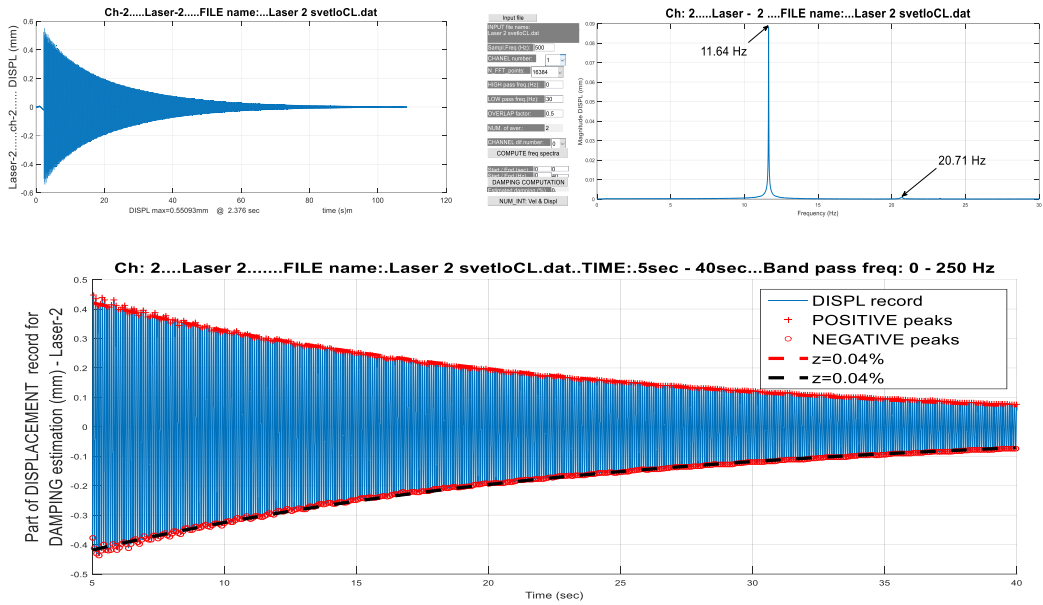 Ch-2....Laser-2.....FILE name:...Laser 2 svetloCL.dat
Laser-2.....ch-2..... DISPL (mm)
0.6
0.4
0.2
0
-0.2
-0.4
-0.6
0 20 40 60 80 100 120
DISPL max=0.55093mm @ 2.376 sec time (s)m
Input file
INPUT file name:
Laser 2 svetloCL.dat
Sampl Freq.(Hz): 500
CHANEL number: 1
N_FFT_points: 16384
HIGH pass freq.(Hz) 0
LOW pass freq.(Hz) 30
OVERLAP factor: 0.5
NUM. of aver: 2
CHANNEL dif.number: 0
COMPUTE freq spectra
DAMPING COMPUTATION
NUM_INT: Vel & Displ
Ch: 2.....Laser - 2 ....FILE name:...Laser 2 svetloCL.dat
Magnitude DISPL (mm)
0.09
0.08
0.07
0.06
0.05
0.04
0.03
0.02
0.01
0
11.64 Hz
20.71 Hz
0 5 10 15 20 25 30
Frequency (Hz)
Ch: 2....Laser 2.......FILE name:.Laser 2 svetloCL.dat..TIME:.5sec - 40sec...Band pass freq: 0 - 250 Hz
Part of DISPLACEMENT record for
DAMPING estimation (mm) - Laser-2
0.5
0.4
0.3
0.2
0.1
0
-0.1
-0.2
-0.3
-0.4
-0.5
DISPL record
POSITIVE peaks
NEGATIVE peaks
z=0.04%
z=0.04%
5 10 15 20 25 30 35 40
Time (sec)